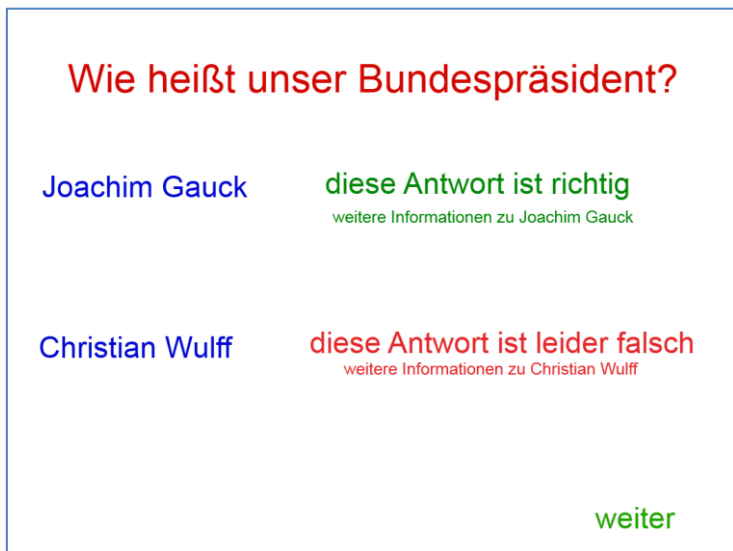 Wie heißt unser Bundespräsident?
Joachim Gauck
diese Antwort ist richtig
weitere Informationen zu Joachim Gauck
Christian Wulff
diese Antwort ist leider falsch
weitere Informationen zu Christian Wulff
weiter